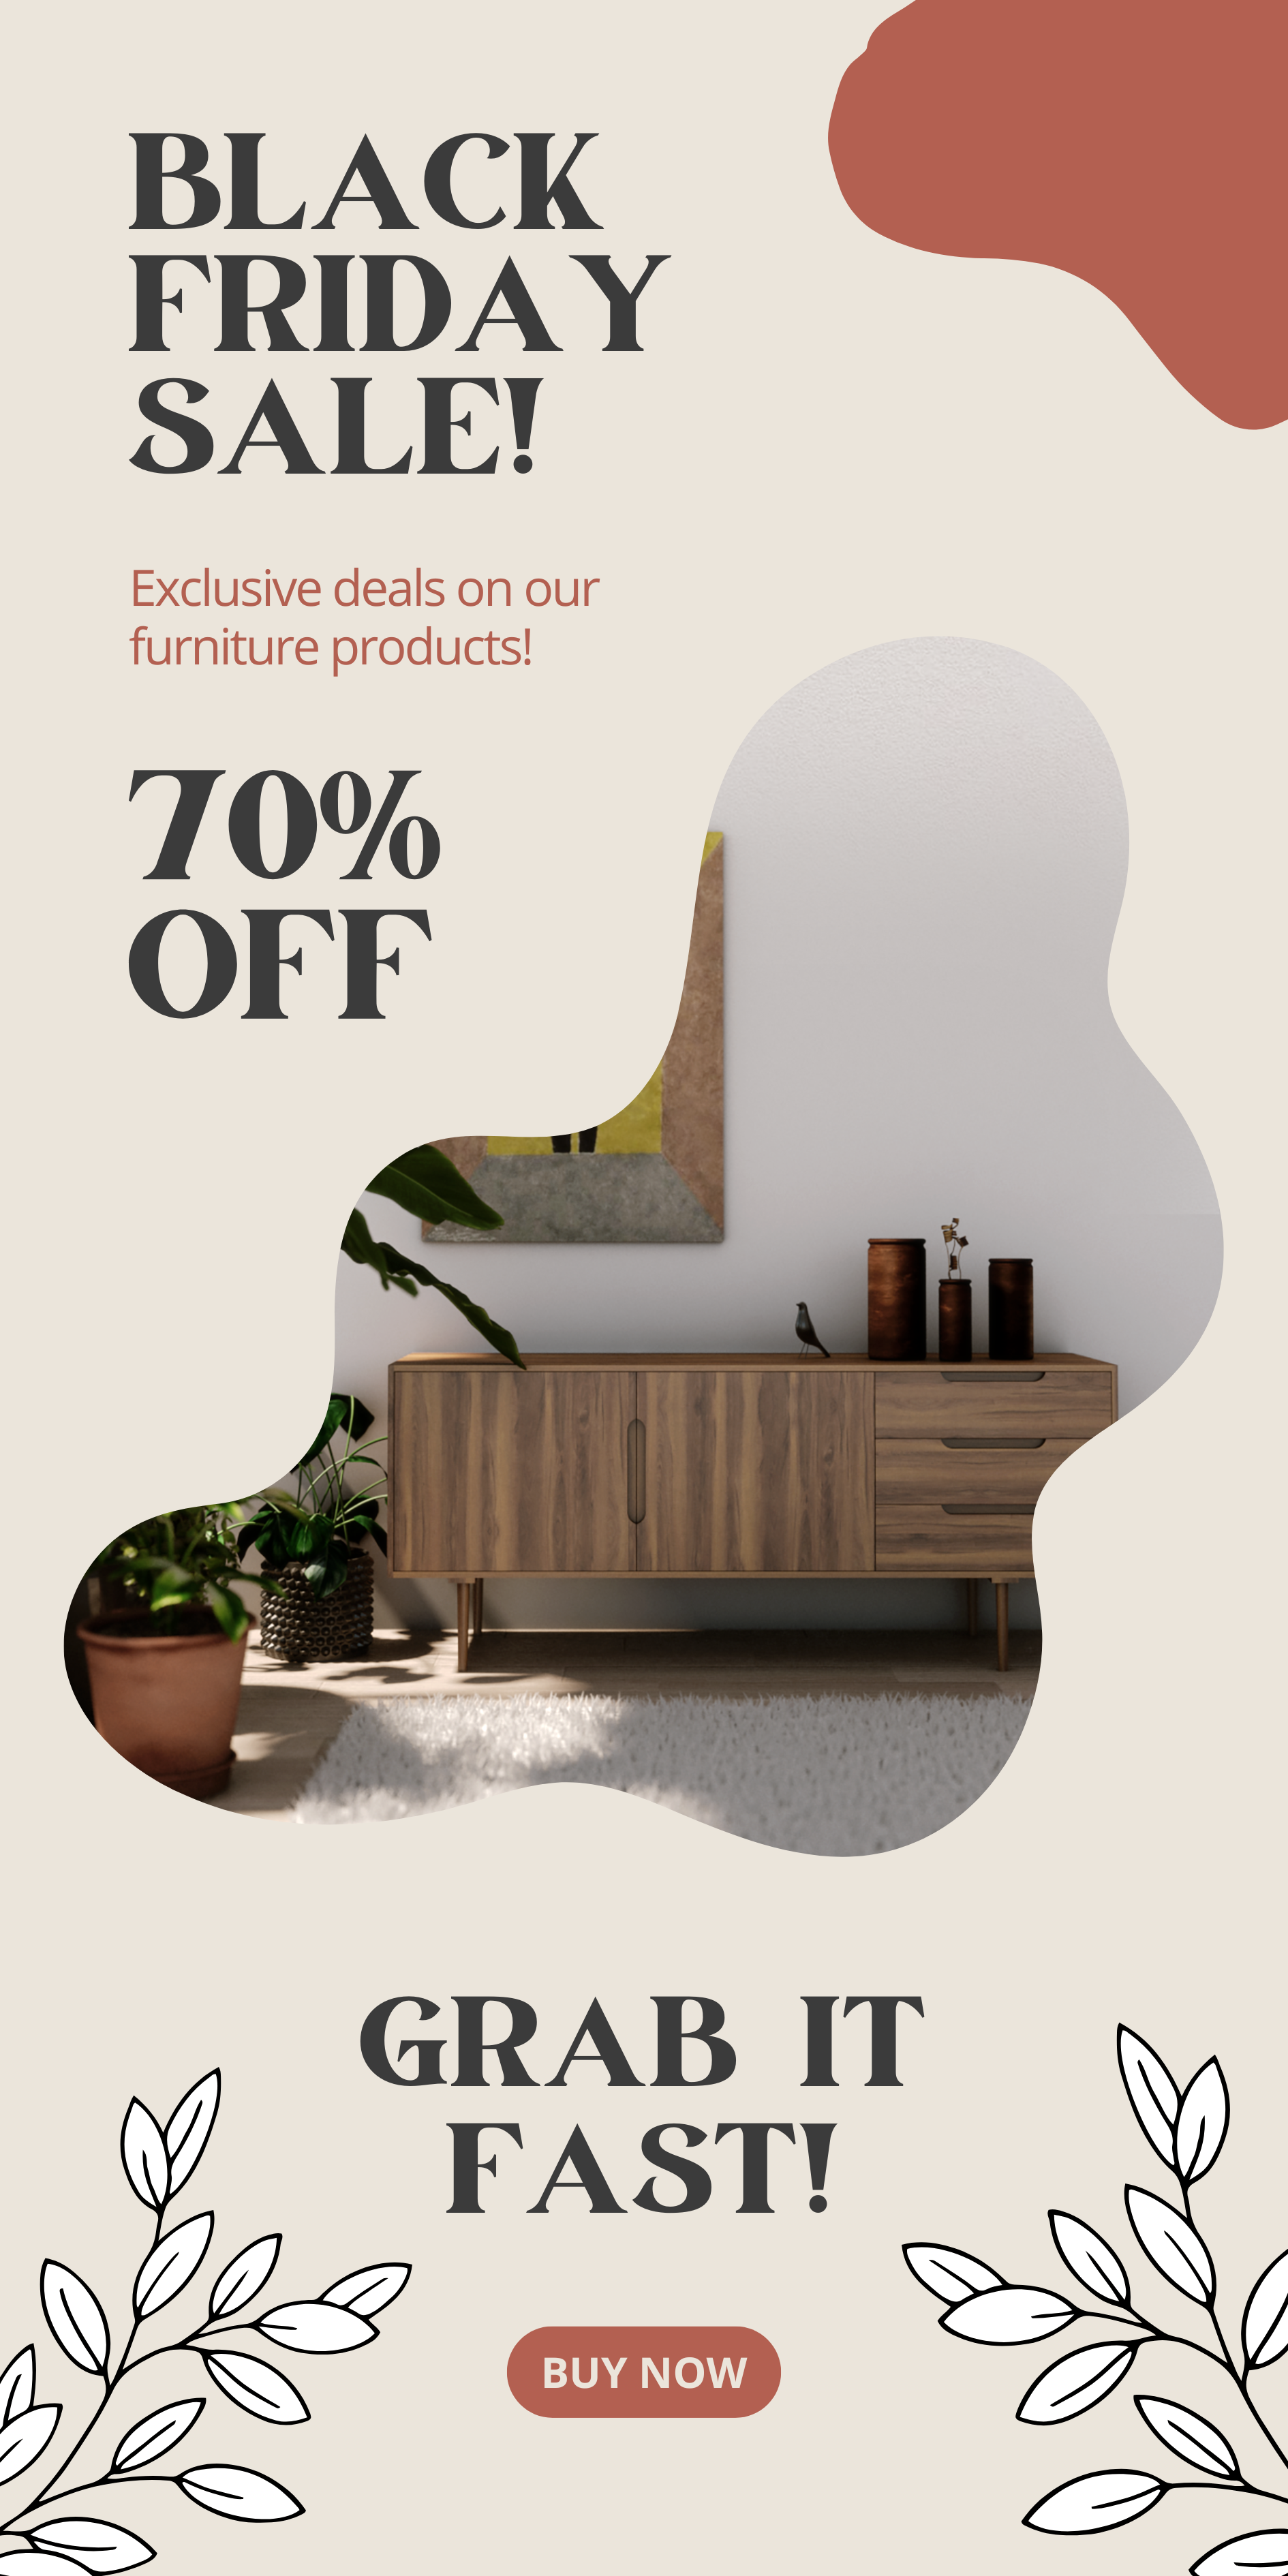 BLACK
FRIDAY
SALE!
Exclusive deals on our
furniture products!
70%
OFF
GRAB IT
FAST!
BUY NOW